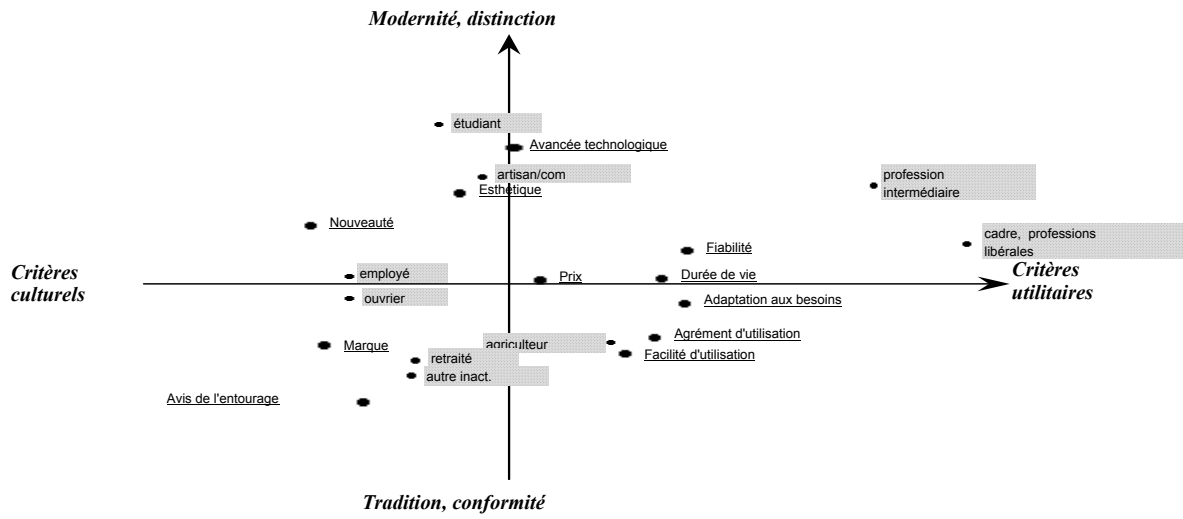 Modernité, distinction
étudiant
Avancée technologique
artisan/com
profession
intermédiaire
Esthétique
Nouveauté
cadre, professions
libérales
Fiabilité
Critères
culturels
employé
Prix
Durée de vie
Critères
utilitaires
ouvrier
Adaptation aux besoins
Marque
agriculteur
Agrément d'utilisation
retraité
Facilité d'utilisation
autre inact.
Avis de l'entourage
Tradition, conformité